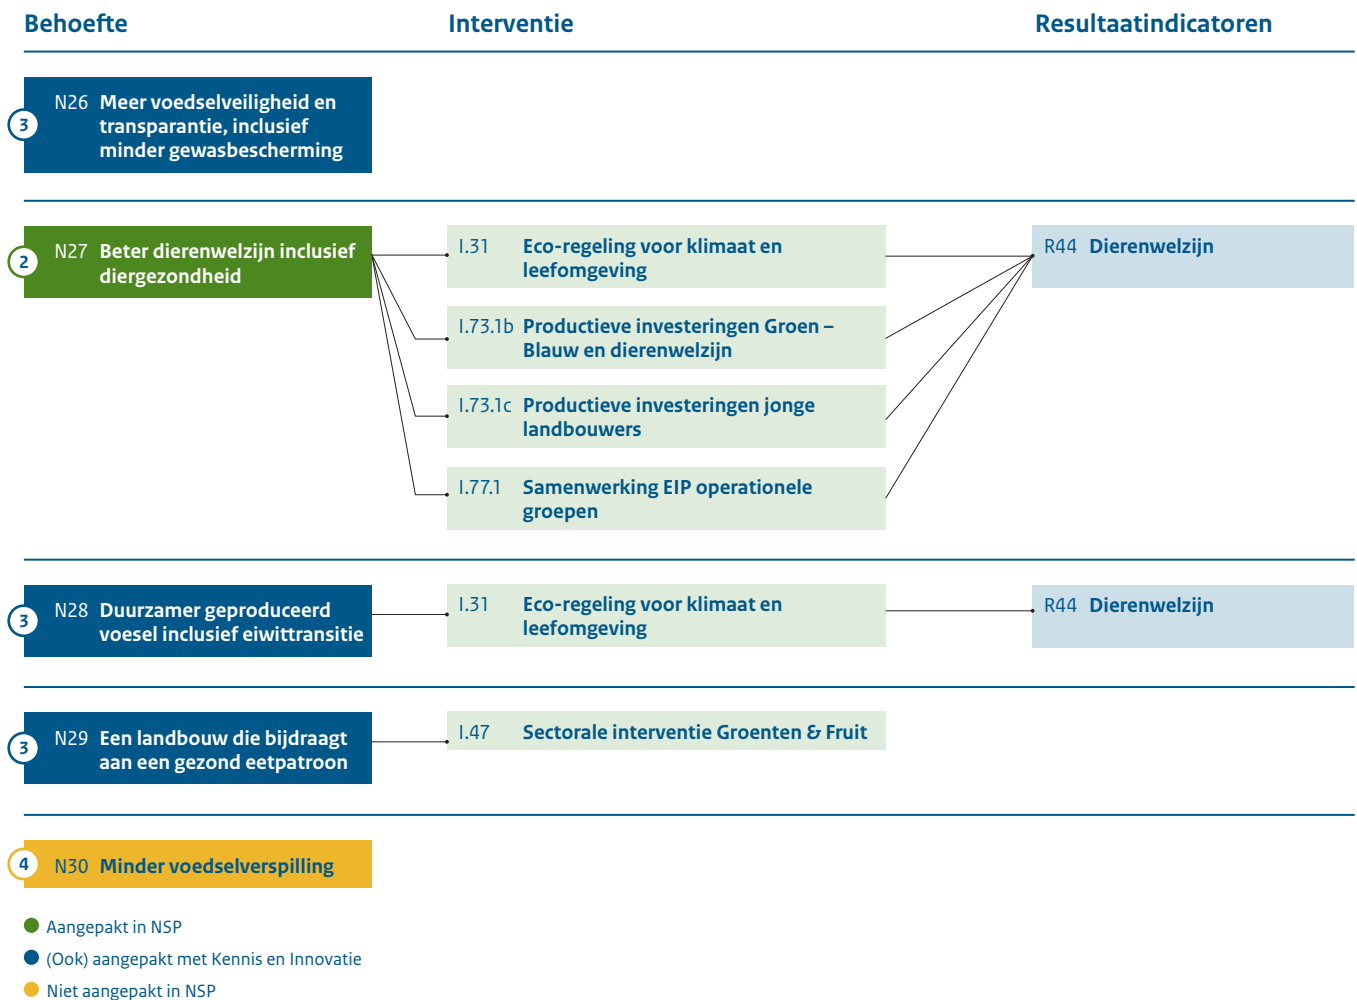 Behoefte
Interventie
Resultaatindicatoren
3
N26 Meer voedselveiligheid en
transparantie, inclusief
minder gewasbescherming
2
N27 Beter dierenwelzijn inclusief
diergezondheid
I.31 Eco-regeling voor klimaat en
leefomgeving
R44 Dierenwelzijn
I.73.1b Productieve investeringen Groen –
Blauw en dierenwelzijn
I.73.1c Productieve investeringen jonge
landbouwers
I.77.1 Samenwerking EIP operationele
groepen
3
N28 Duurzamer geproduceerd
voesel inclusief eiwittransitie
I.31 Eco-regeling voor klimaat en
leefomgeving
R44 Dierenwelzijn
3
N29 Een landbouw die bijdraagt
aan een gezond eetpatroon
I.47 Sectorale interventie Groenten & Fruit
4
N30 Minder voedselverspilling
Aangepakt in NSP
(Ook) aangepakt met Kennis en Innovatie
Niet aangepakt in NSP